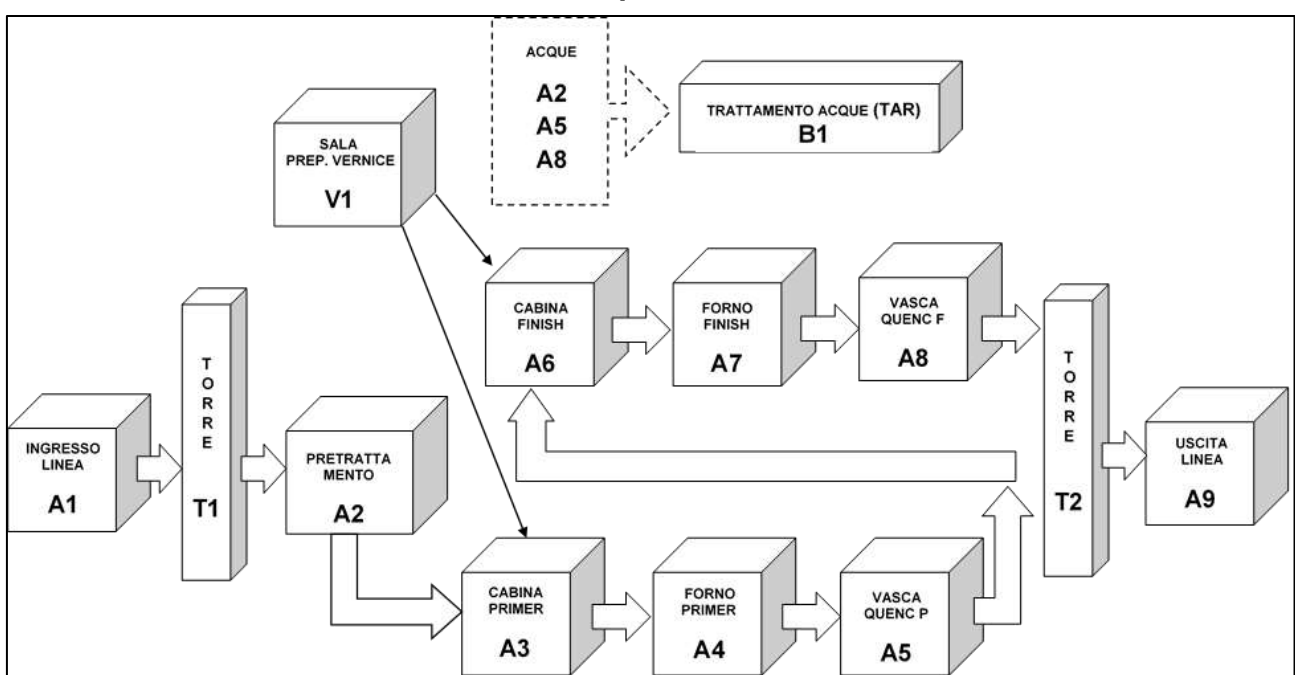 ACQUE
A2
A5
A8
TRATTAMENTO ACQUE (TAR)
B1
SALA
PREP. VERNICE
V1
CABINA
FINISH
A6
FORNO
FINISH
A7
VASCA
QUENC F
A8
INGRESSO
LINEA
A1
TORRE
T1
PRETRATTA
MENTO
A2
CABINA
PRIMER
A3
FORNO
PRIMER
A4
VASCA
QUENC P
A5
TORRE
T2
USCITA
LINEA
A9